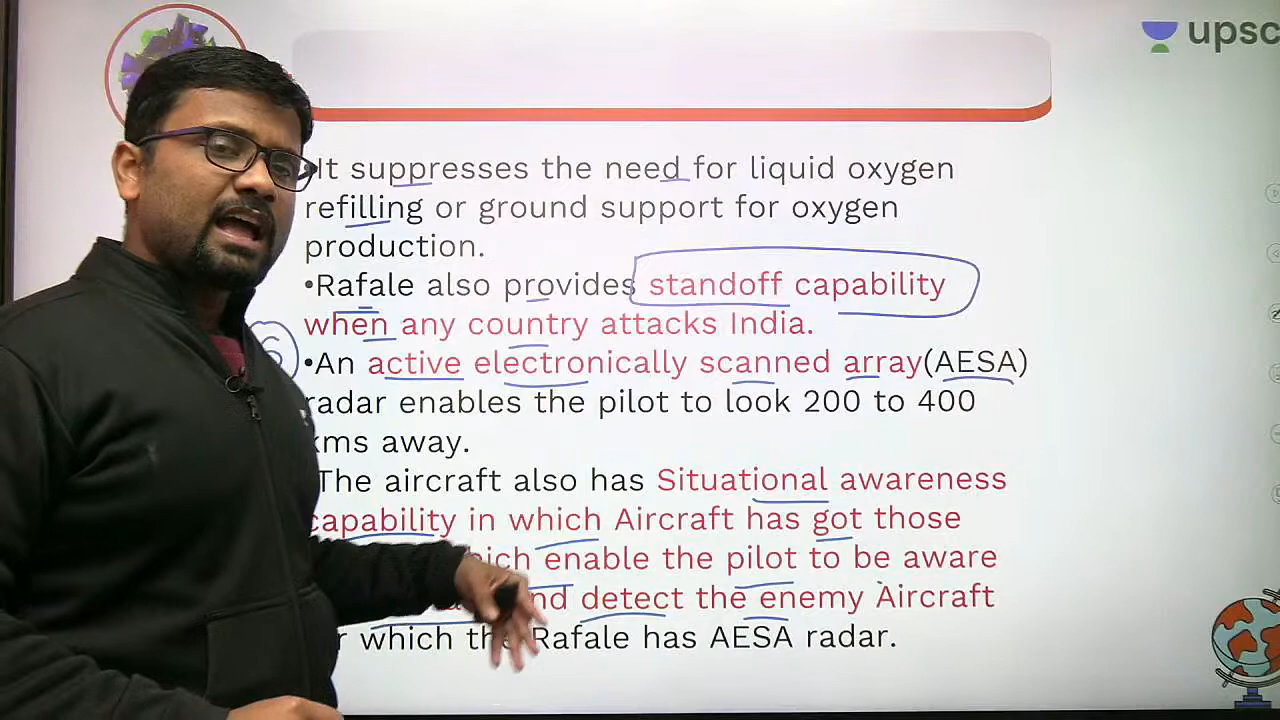 upsc
It suppresses the need for liquid oxygen
refilling or ground support for oxygen
production.
•Rafale also provides standoff capability
when any country attacks India.
•An active electronically scanned array(AESA)
radar enables the pilot to look 200 to 400
kms away.
The aircraft also has Situational awareness
capability in which Aircraft has got those
which enable the pilot to be aware
and detect the enemy Aircraft
which the Rafale has AESA radar.